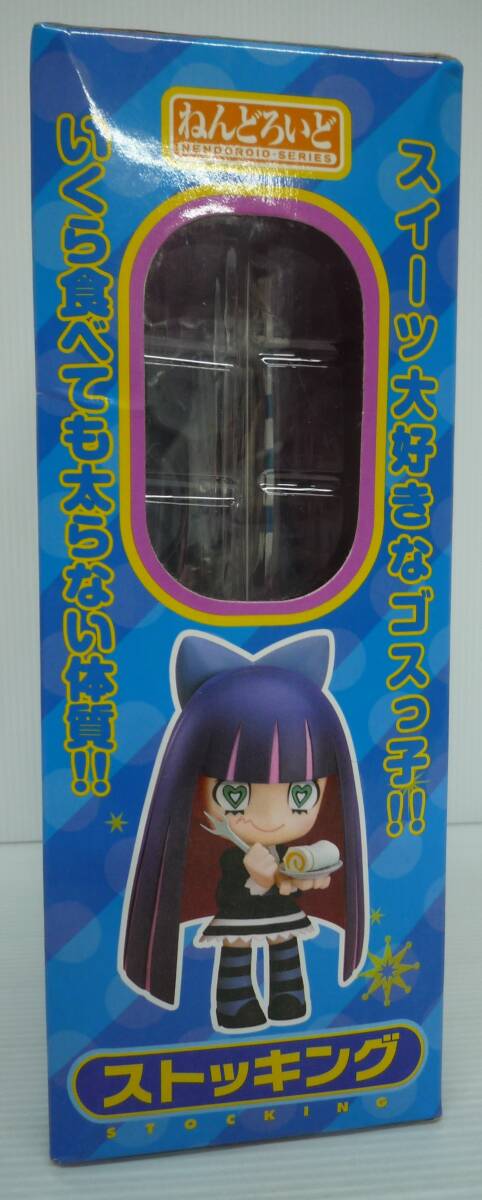 ねんどろいど
NENDOROID・SERIES
スイーツ大好きなゴスっ子!!
いくら食べても太らない体質!!
ストッキング
STOCKING